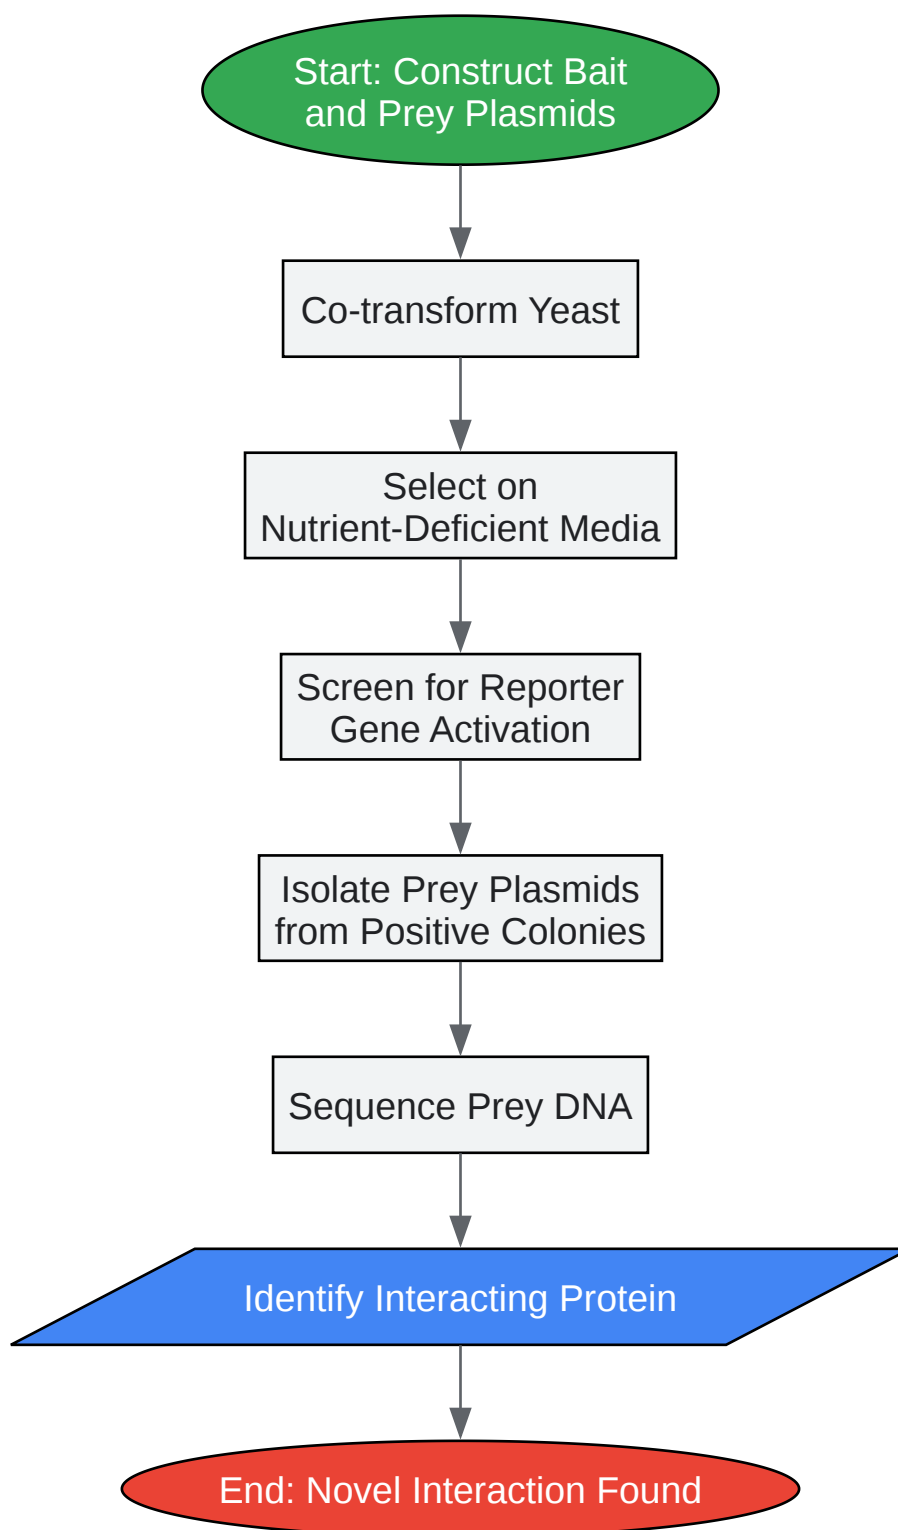 Start: Construct Bait
and Prey Plasmids
Co-transform Yeast
Select on
Nutrient-Deficient Media
Screen for Reporter
Gene Activation
Isolate Prey Plasmids
from Positive Colonies
Sequence Prey DNA
Identify Interacting Protein
End: Novel Interaction Found